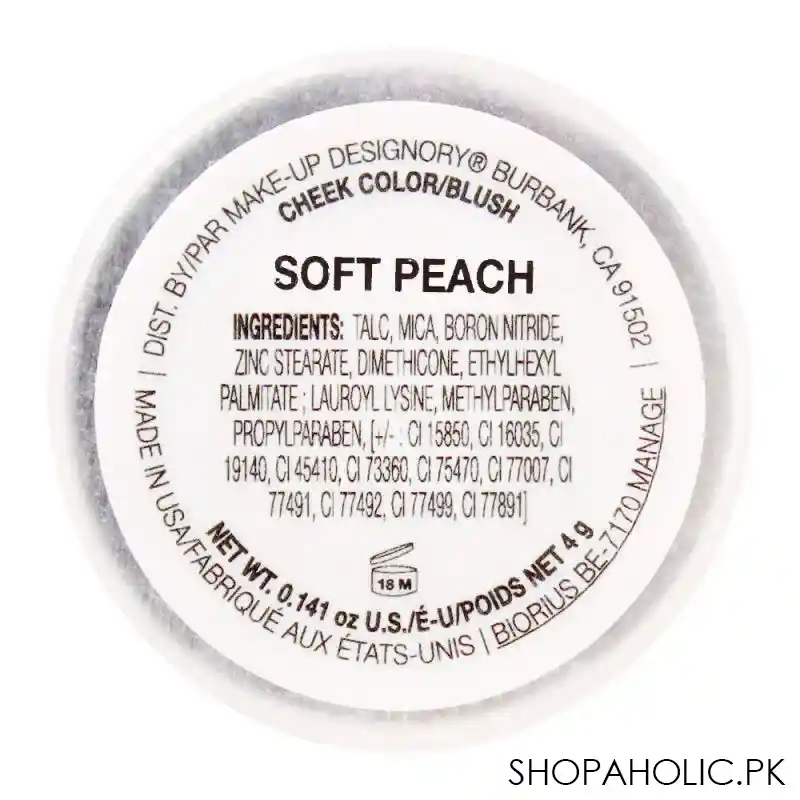 | DIST. BY/PAR MAKE-UP DESIGNORY® BURBANK, CA 91502 |
CHEEK COLOR/BLUSH
SOFT PEACH
INGREDIENTS: TALC, MICA, BORON NITRIDE,
ZINC STEARATE, DIMETHICONE, ETHYLHEXYL
PALMITATE ; LAUROYL LYSINE, METHYLPARABEN,
PROPYLPARABEN, [+/- : CI 15850, CI 16035, CI
19140, CI 45410, CI 73360, CI 75470, CI 77007, CI
77491, CI 77492, CI 77499, CI 77891]
18 M
NET WT. 0.141 oz U.S./É-U/POIDS NET 4 g
MADE IN USA/FABRIQUÉ AUX ÉTATS-UNIS | BIORIUS BE-7170 MANAGE
SHOPAHOLIC.PK